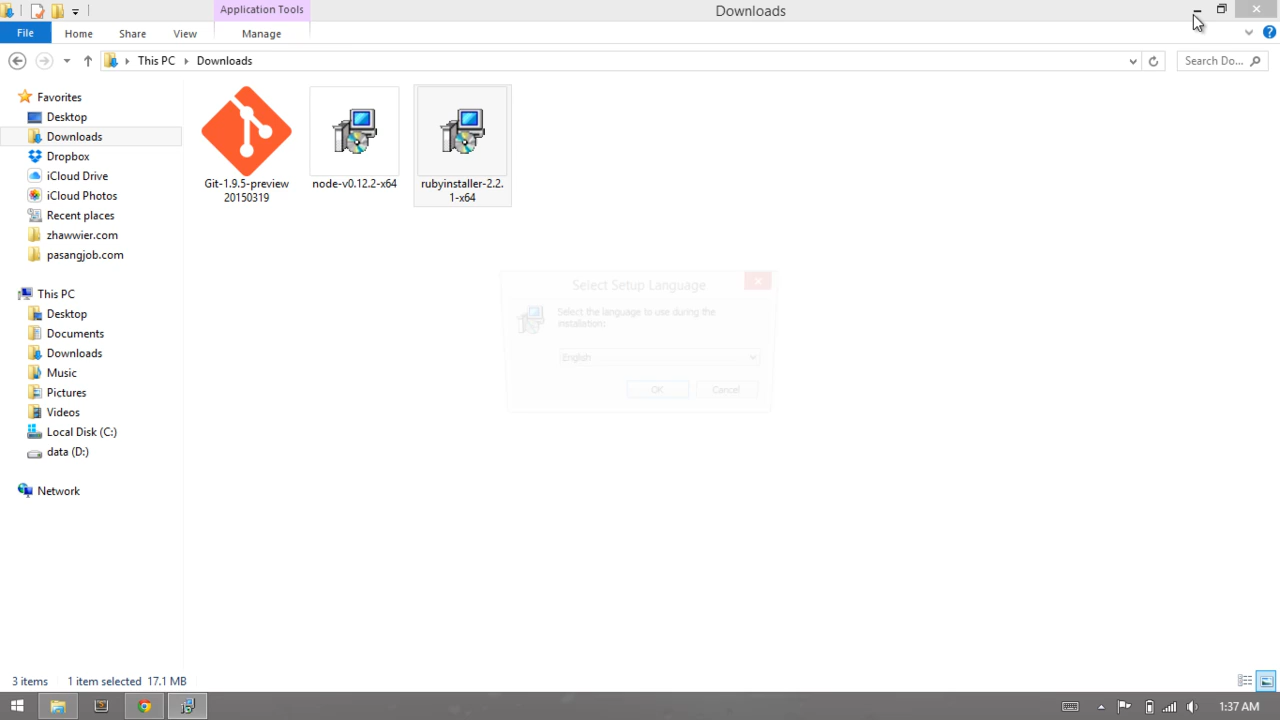 Application Tools
Downloads
File
Home
Share
View
Manage
This PC
Downloads
Search Do...
Favorites
Desktop
Downloads
Dropbox
iCloud Drive
iCloud Photos
Recent places
zhawwier.com
pasangjob.com
This PC
Desktop
Documents
Downloads
Music
Pictures
Videos
Local Disk (C:)
data (D:)
Network
Git-1.9.5-preview
20150319
node-v0.12.2-x64
rubyinstaller-2.2.
1-x64
Select Setup Language
Select the language to use during the
installation:
English
OK
Cancel
3 items
1 item selected 17.1 MB
1:37 AM